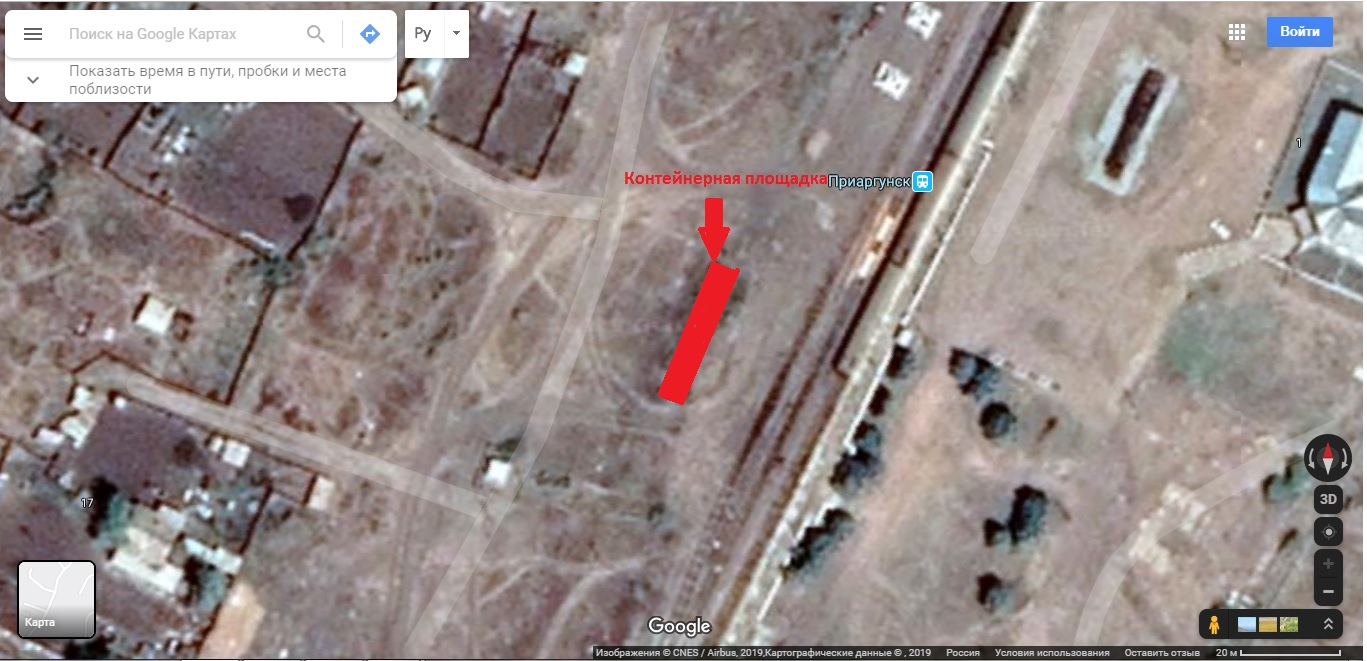 Поиск на Google Картах
Ру
Войти
Показать время в пути, пробки и места
поблизости
1
Контейнерная площадка
Приаргунск
17
3D
Карта
Google
Изображения © CNES / Airbus, 2019,Картографические данные © , 2019 Россия Условия использования Оставить отзыв 20 м